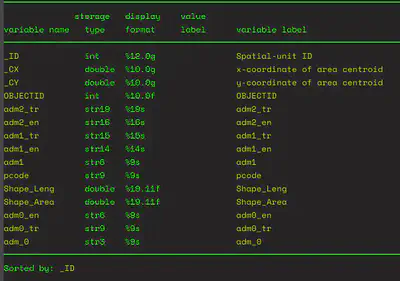 storage display value
variable name type format label variable label
_ID int %12.0g Spatial-unit ID
_CX double %10.0g x-coordinate of area centroid
_CY double %10.0g y-coordinate of area centroid
OBJECTID int %10.0f OBJECTID
adm2_tr str19 %19s adm2_tr
adm2_en str16 %16s adm2_en
adm1_tr str15 %15s adm1_tr
adm1_en str14 %14s adm1_en
adm1 str6 %9s adm1
pcode str9 %9s pcode
Shape_Leng double %19.11f Shape_Leng
Shape_Area double %19.11f Shape_Area
adm0_en str6 %9s adm0_en
adm0_tr str9 %9s adm0_tr
adm_0 str3 %9s adm_0
Sorted by: _ID